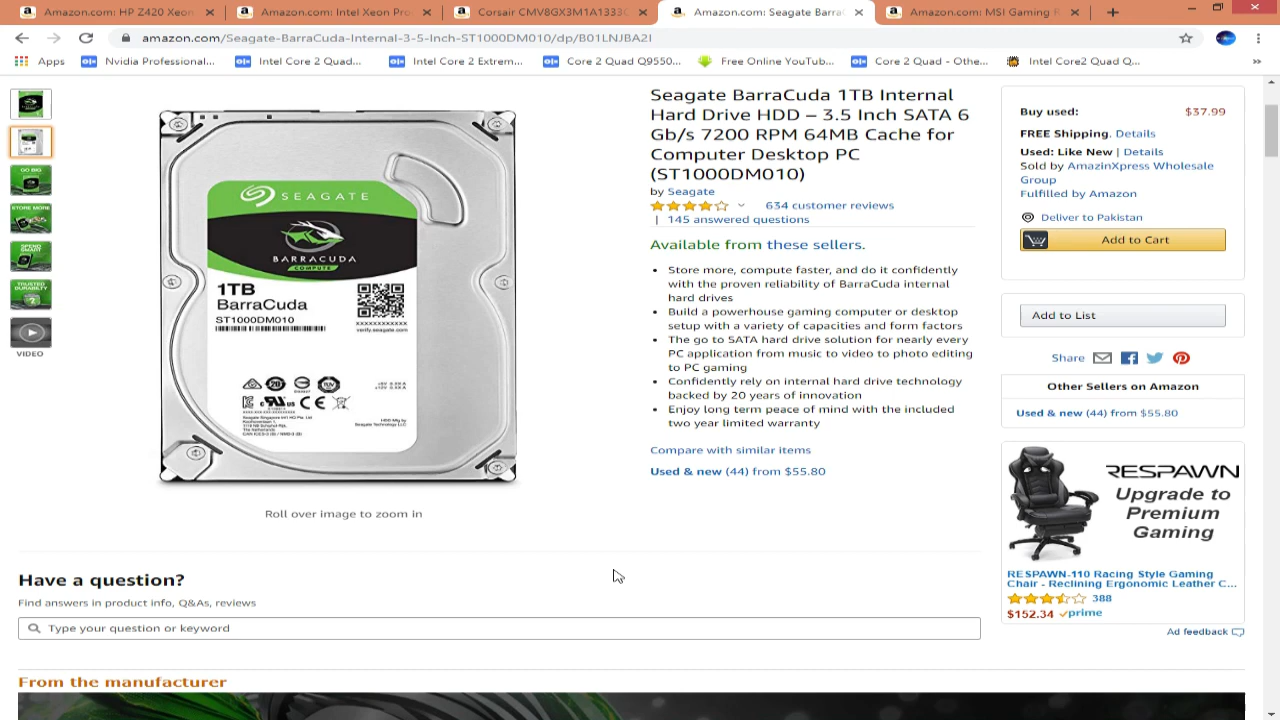 Amazon.com: HP Z420 Xeon
Amazon.com: Intel Xeon Pro
Corsair CMV8GX3M1A1333C
Amazon.com: Seagate Barra
Amazon.com: MSI Gaming R
amazon.com/Seagate-BarraCuda-Internal-3-5-Inch-ST1000DM010/dp/B01LNJBA2I
Apps
Nvidia Professional...
Intel Core 2 Quad...
Intel Core 2 Extrem...
Core 2 Quad Q9550...
Free Online YouTub...
Core 2 Quad - Othe...
Intel Core2 Quad Q...
GO BIG
STORE MORE
SPEND SMART
TRUSTED DURABILITY
VIDEO
SEAGATE
BARRACUDA
COMPUTE
1TB
BarraCuda
ST1000DM010
XXXXXXXXXXXX
verify.seagate.com
Roll over image to zoom in
Seagate BarraCuda 1TB Internal
Hard Drive HDD – 3.5 Inch SATA 6
Gb/s 7200 RPM 64MB Cache for
Computer Desktop PC
(ST1000DM010)
by Seagate
634 customer reviews
| 145 answered questions
Available from these sellers.
• Store more, compute faster, and do it confidently
with the proven reliability of BarraCuda internal
hard drives
• Build a powerhouse gaming computer or desktop
setup with a variety of capacities and form factors
• The go to SATA hard drive solution for nearly every
PC application from music to video to photo editing
to PC gaming
• Confidently rely on internal hard drive technology
backed by 20 years of innovation
• Enjoy long term peace of mind with the included
two year limited warranty
Compare with similar items
Used & new (44) from $55.80
Buy used: $37.99
FREE Shipping. Details
Used: Like New | Details
Sold by AmazinXpress Wholesale
Group
Fulfilled by Amazon
Deliver to Pakistan
Add to Cart
Add to List
Share
Other Sellers on Amazon
Used & new (44) from $55.80
RESPAWN
Upgrade to
Premium
Gaming
RESPAWN-110 Racing Style Gaming
Chair - Reclining Ergonomic Leather C...
388
$152.34 prime
Ad feedback
Have a question?
Find answers in product info, Q&As, reviews
Type your question or keyword
From the manufacturer